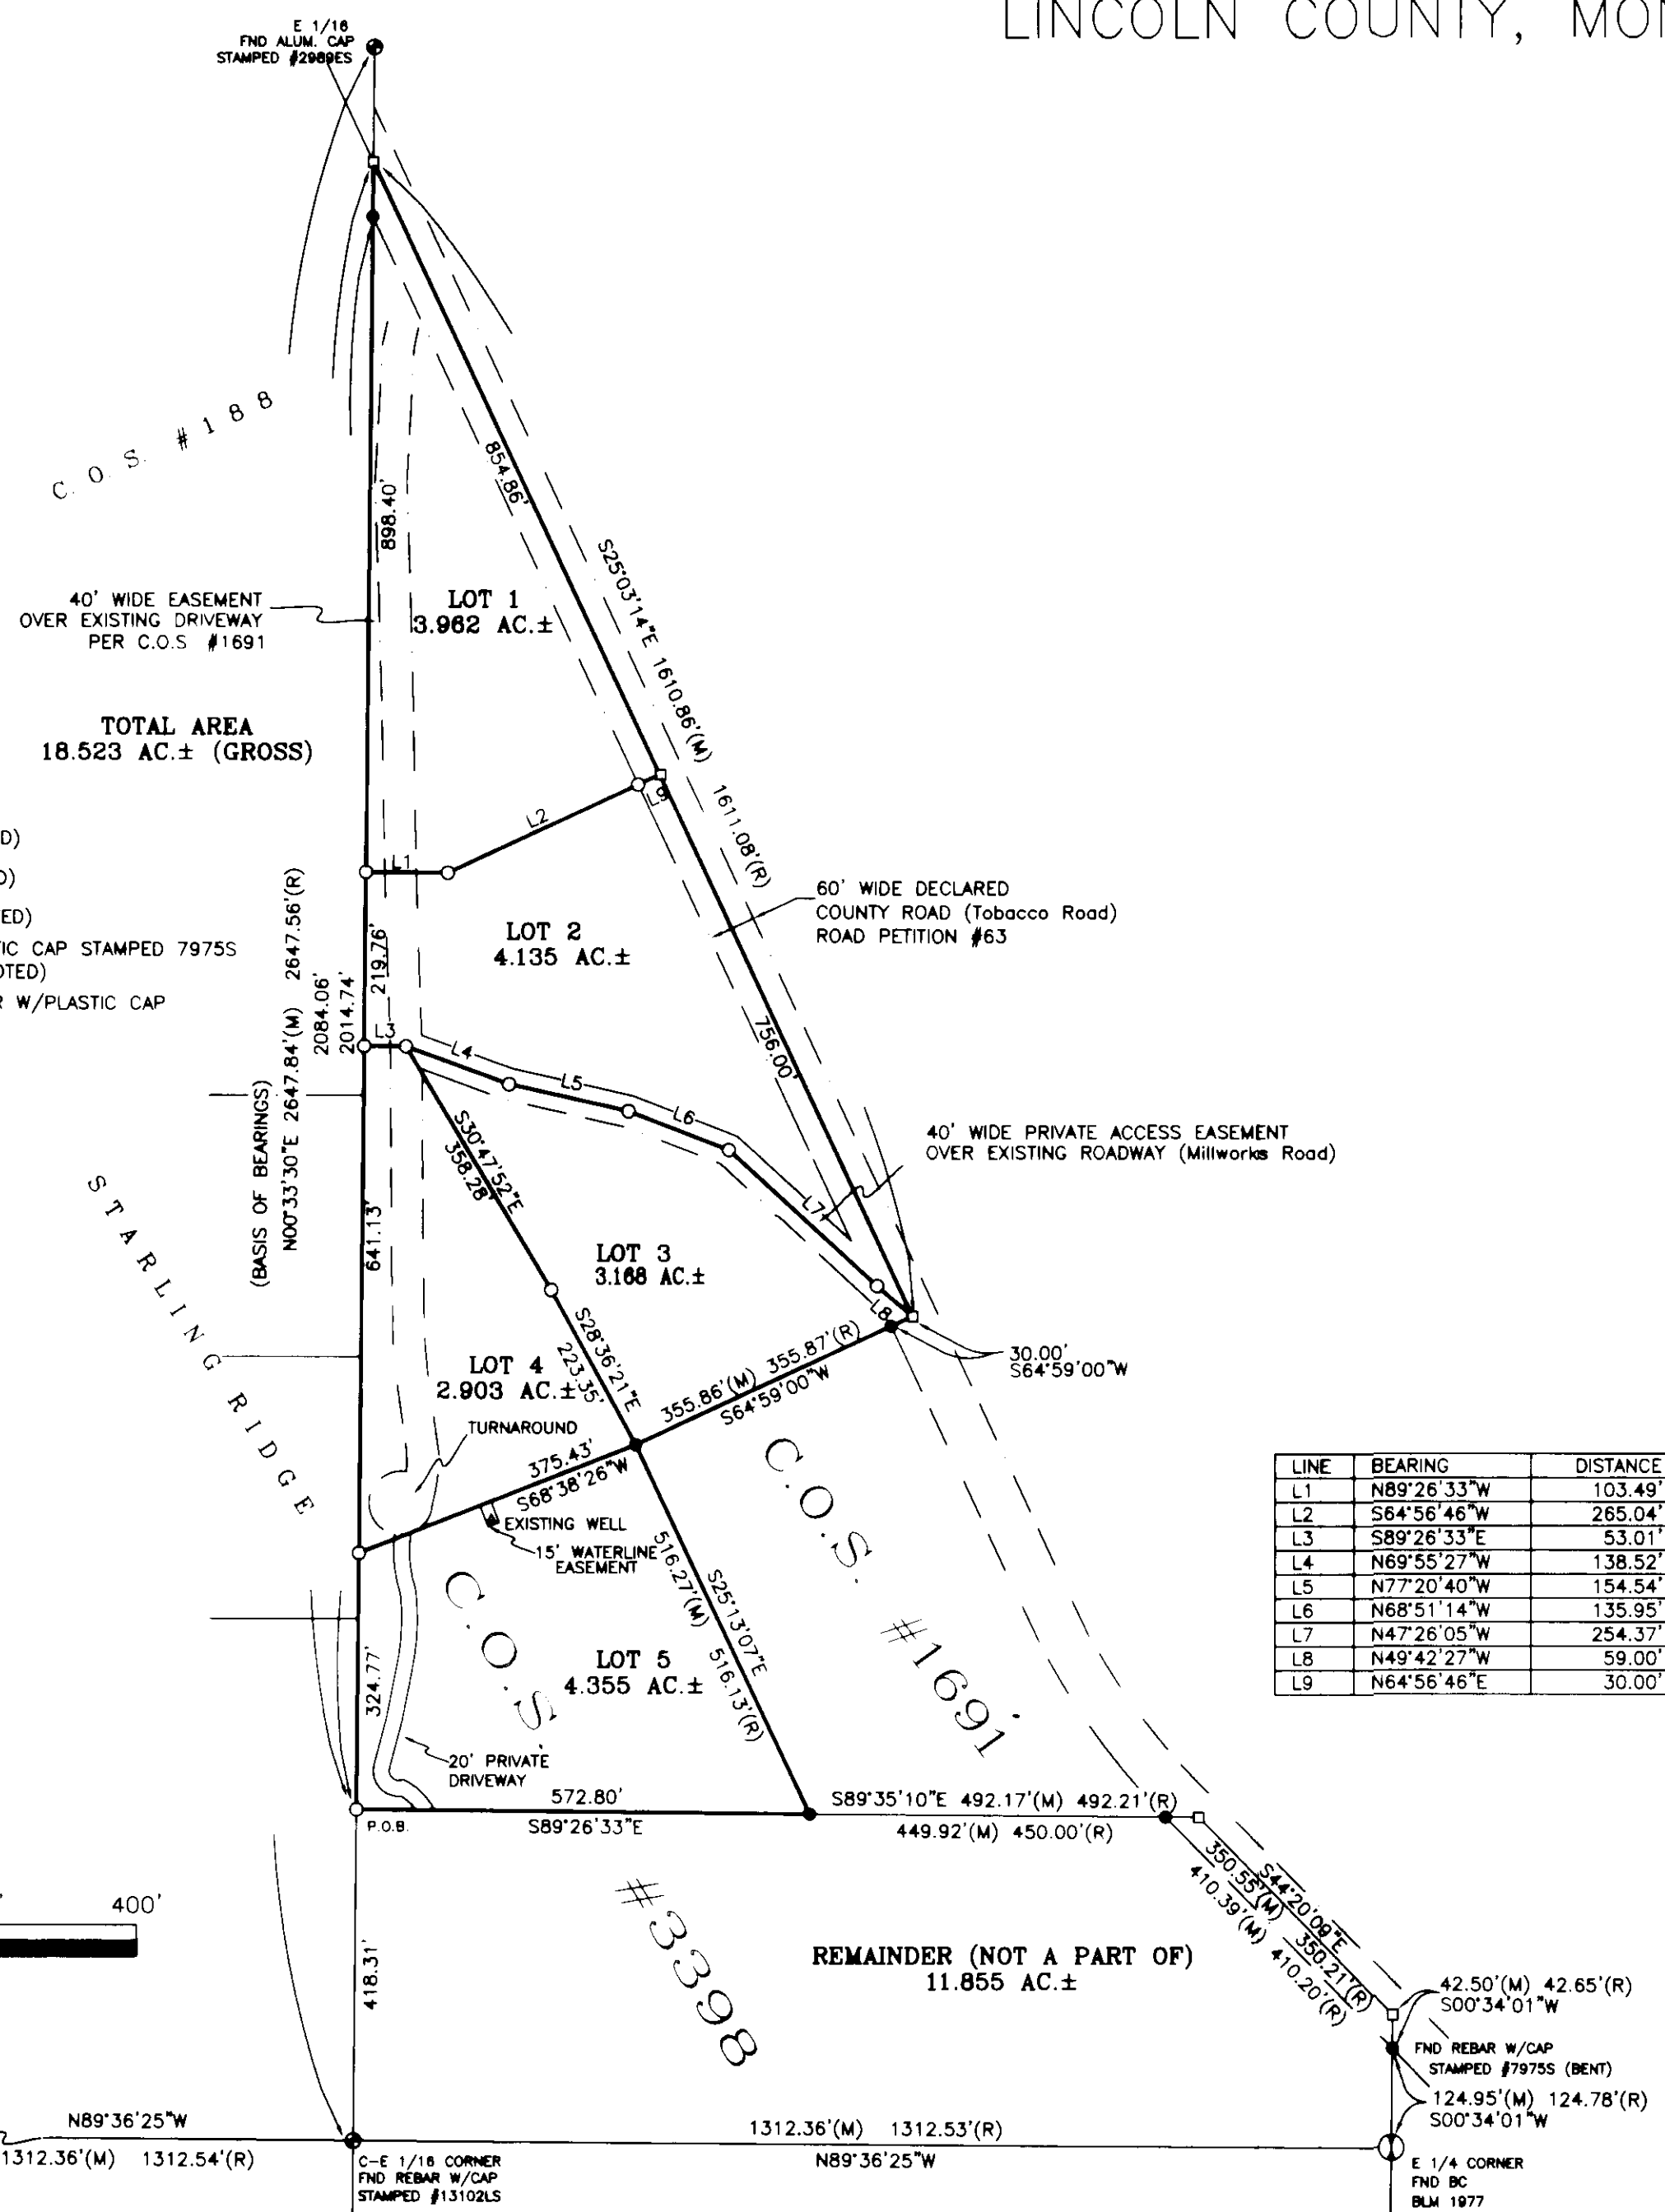 LINCOLN COUNTY, MON
E 1/16
FND ALUM. CAP
STAMPED #2989ES
C. O. S. #188
898.40'
854.86'
S25°03'14"E 1610.86'(M) 1611.08'(R)
LOT 1
3.962 AC.±
40' WIDE EASEMENT
OVER EXISTING DRIVEWAY
PER C.O.S #1691
TOTAL AREA
18.523 AC.± (GROSS)
D)
D)
ED)
IC CAP STAMPED 7975S
OTED)
R W/PLASTIC CAP
L1
L2
L9
60' WIDE DECLARED
COUNTY ROAD (Tobacco Road)
ROAD PETITION #63
LOT 2
4.135 AC.±
219.76'
(BASIS OF BEARINGS)
N00°33'30"E 2647.84'(M) 2647.56'(R)
2084.06'
2014.74'
756.00'
L3
L4
L5
L6
L7
L8
40' WIDE PRIVATE ACCESS EASEMENT
OVER EXISTING ROADWAY (Millworks Road)
STARLING RIDGE
641.13'
S30°47'52"E
358.28'
LOT 3
3.168 AC.±
30.00'
S64°59'00"W
355.86'(M) 355.87'(R)
S64°59'00"W
S28°36'21"E
223.35'
LOT 4
2.903 AC.±
TURNAROUND
375.43'
S68°38'26"W
EXISTING WELL
15' WATERLINE
EASEMENT
C.O.S. #1691
LINE BEARING DISTANCE
L1 N89°26'33"W 103.49'
L2 S64°56'46"W 265.04'
L3 S89°26'33"E 53.01'
L4 N69°55'27"W 138.52'
L5 N77°20'40"W 154.54'
L6 N68°51'14"W 135.95'
L7 N47°26'05"W 254.37'
L8 N49°42'27"W 59.00'
L9 N64°56'46"E 30.00'
S25°13'07"E
516.27'(M) 516.13'(R)
LOT 5
4.355 AC.±
324.77'
20' PRIVATE
DRIVEWAY
C.O.S. #3398
P.O.B.
572.80'
S89°26'33"E
S89°35'10"E 492.17'(M) 492.21'(R)
449.92'(M) 450.00'(R)
S44°20'09"E
350.55'(M) 350.21'(R)
410.39'(M) 410.20'(R)
'
400'
418.31'
REMAINDER (NOT A PART OF)
11.855 AC.±
42.50'(M) 42.65'(R)
S00°34'01"W
FND REBAR W/CAP
STAMPED #7975S (BENT)
124.95'(M) 124.78'(R)
S00°34'01"W
N89°36'25"W
1312.36'(M) 1312.54'(R)
1312.36'(M) 1312.53'(R)
N89°36'25"W
C-E 1/16 CORNER
FND REBAR W/CAP
STAMPED #13102LS
E 1/4 CORNER
FND BC
BLM 1977